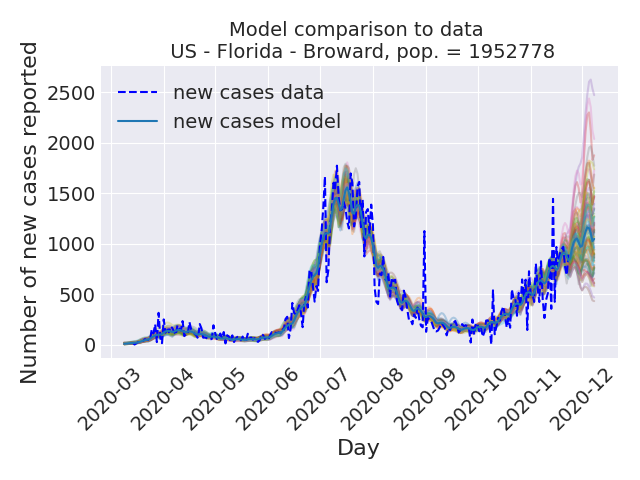 Model comparison to data
US - Florida - Broward, pop. = 1952778
Number of new cases reported
2500
2000
1500
1000
500
0
new cases data
new cases model
2020-03
2020-04
2020-05
2020-06
2020-07
2020-08
2020-09
2020-10
2020-11
2020-12
Day